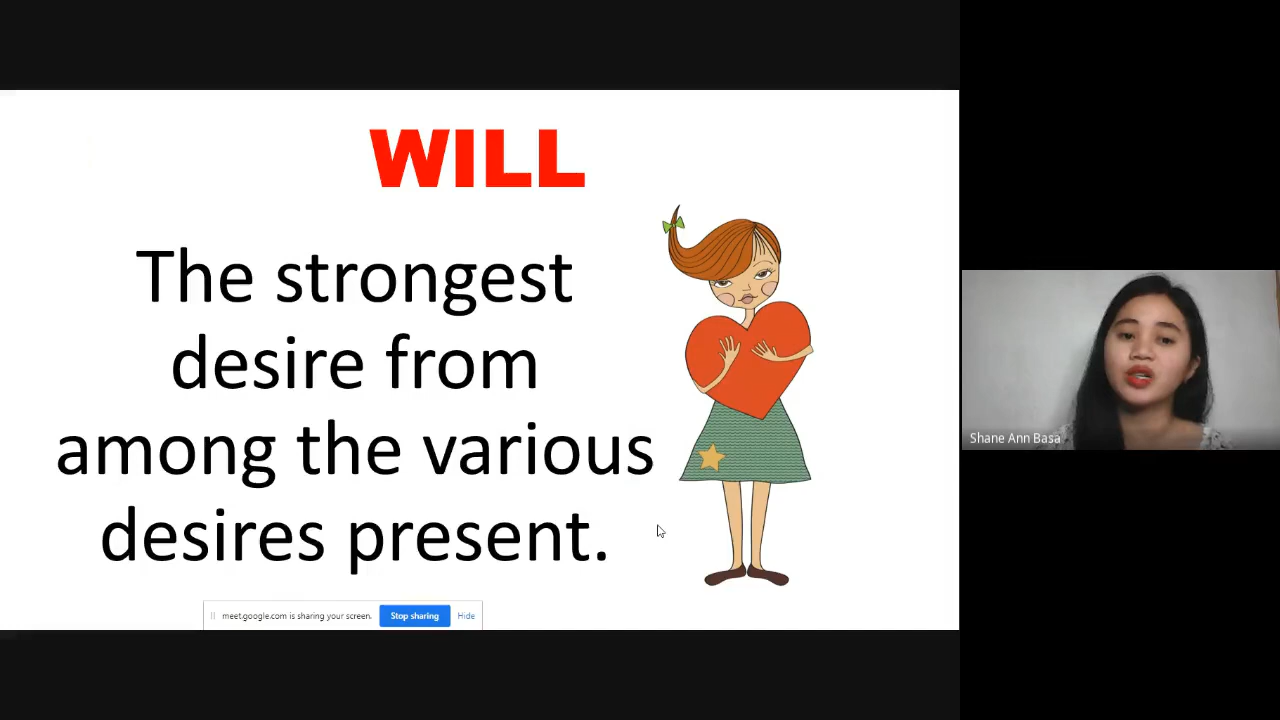 WILL
The strongest
desire from
among the various
desires present.
meet.google.com is sharing your screen.
Stop sharing
Hide
Shane Ann Basa